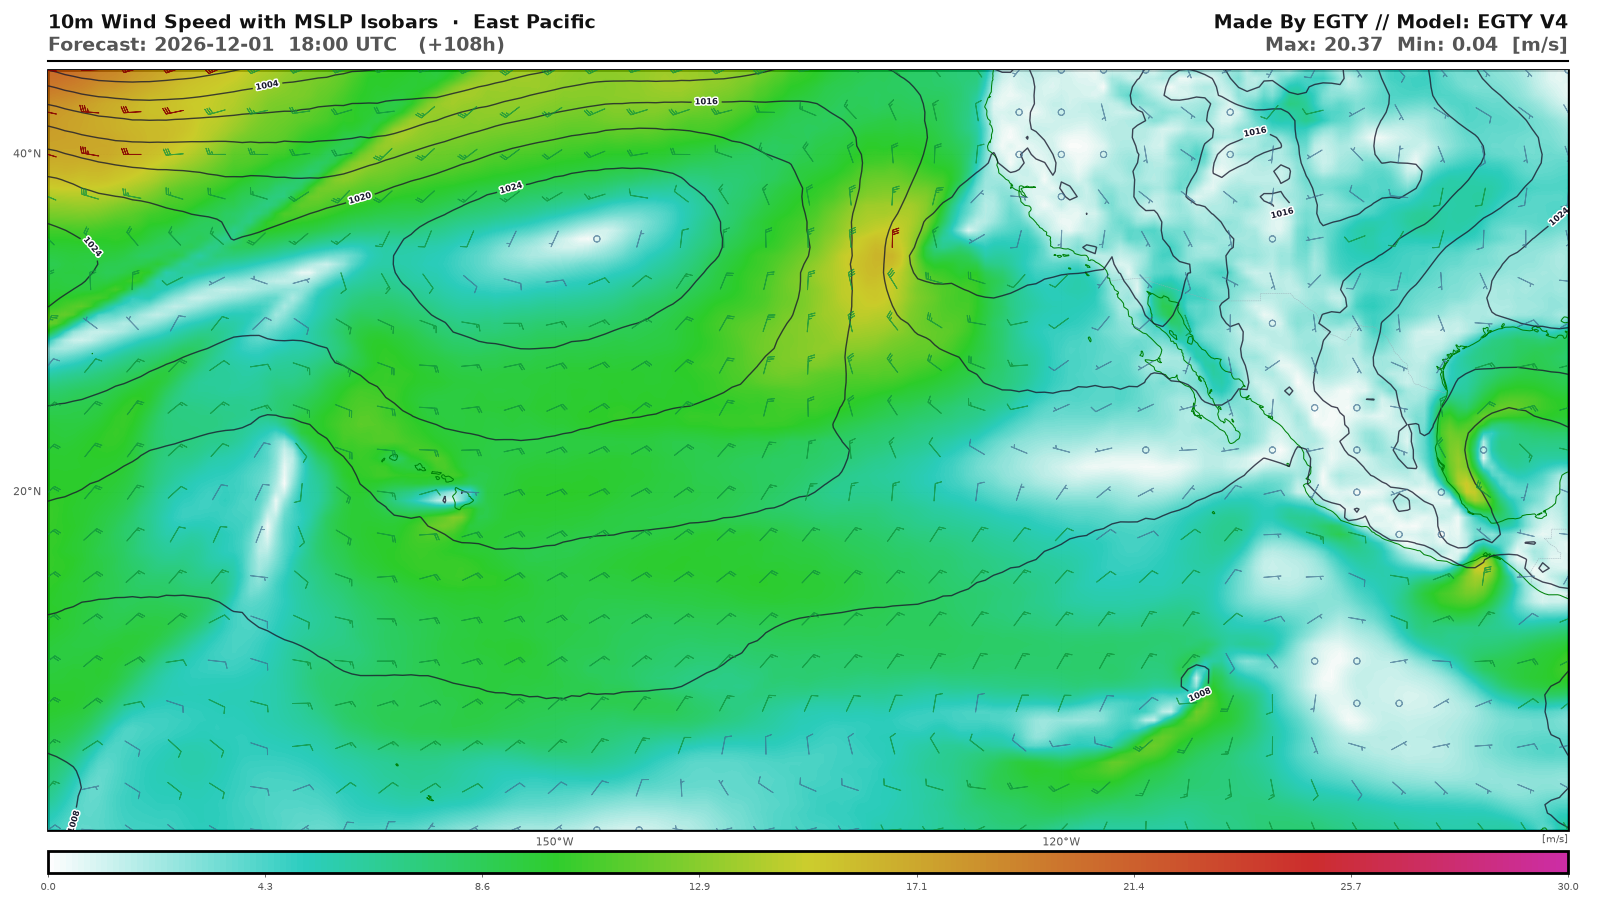 10m Wind Speed with MSLP Isobars · East Pacific
Made By EGTY // Model: EGTY V4
Forecast: 2026-12-01 18:00 UTC (+108h)
Max: 20.37 Min: 0.04 [m/s]
1004
1016
1016
40°N
1024
1020
1016
1024
1024
20°N
1008
1008
150°W
120°W
[m/s]
0.0
4.3
8.6
12.9
17.1
21.4
25.7
30.0